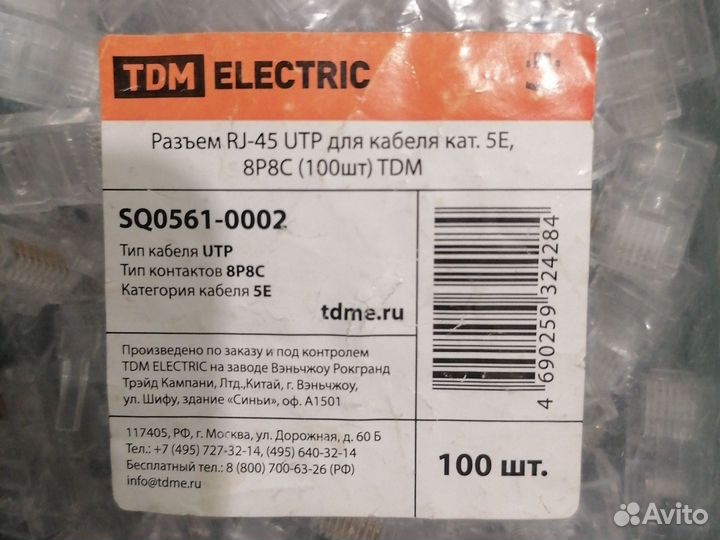 TDM ELECTRIC
Разъем RJ-45 UTP для кабеля кат. 5Е,
8P8C (100шт) TDM
SQ0561-0002
Тип кабеля UTP
Тип контактов 8P8C
Категория кабеля 5Е
tdme.ru
4 690259 324284
Произведено по заказу и под контролем
TDM ELECTRIC на заводе Вэньчжоу Рокгранд
Трэйд Кампани, Лтд.,Китай, г. Вэньчжоу,
ул. Шифу, здание «Синьи», оф. А1501
117405, РФ, г. Москва, ул. Дорожная, д. 60 Б
Тел.: +7 (495) 727-32-14, (495) 640-32-14
Бесплатный тел.: 8 (800) 700-63-26 (РФ)
info@tdme.ru
100 шт.
Avito